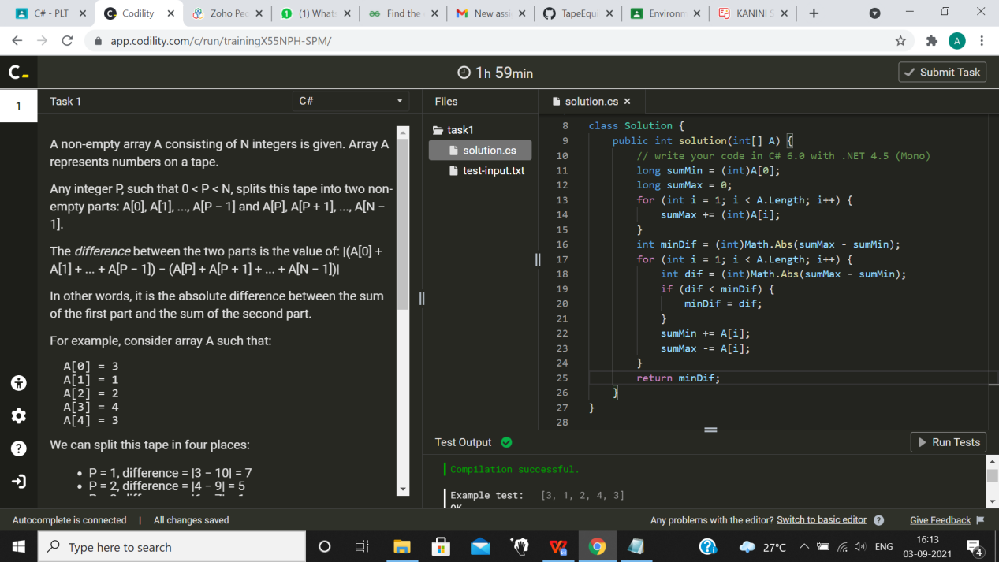 C# - PLT
Codility
Zoho Peo
(1) Whats
Find the
New assi
TapeEqui
Environm
KANINI S
app.codility.com/c/run/trainingX55NPH-SPM/
A
C
1h 59min
Submit Task
1
Task 1
C#
Files
solution.cs
A non-empty array A consisting of N integers is given. Array A
represents numbers on a tape.
Any integer P, such that 0 < P < N, splits this tape into two non-
empty parts: A[0], A[1], ..., A[P − 1] and A[P], A[P + 1], ..., A[N −
1].
The difference between the two parts is the value of: |(A[0] +
A[1] + ... + A[P − 1]) − (A[P] + A[P + 1] + ... + A[N − 1])|
In other words, it is the absolute difference between the sum
of the first part and the sum of the second part.
For example, consider array A such that:
A[0] = 3
A[1] = 1
A[2] = 2
A[3] = 4
A[4] = 3
We can split this tape in four places:
• P = 1, difference = |3 − 10| = 7
• P = 2, difference = |4 − 9| = 5
task1
solution.cs
test-input.txt
8 class Solution {
9 public int solution(int[] A) {
10 // write your code in C# 6.0 with .NET 4.5 (Mono)
11 long sumMin = (int)A[0];
12 long sumMax = 0;
13 for (int i = 1; i < A.Length; i++) {
14 sumMax += (int)A[i];
15 }
16 int minDif = (int)Math.Abs(sumMax - sumMin);
17 for (int i = 1; i < A.Length; i++) {
18 int dif = (int)Math.Abs(sumMax - sumMin);
19 if (dif < minDif) {
20 minDif = dif;
21 }
22 sumMin += A[i];
23 sumMax -= A[i];
24 }
25 return minDif;
26 }
27 }
28
Test Output
Run Tests
Compilation successful.
Example test: [3, 1, 2, 4, 3]
OK
Autocomplete is connected | All changes saved
Any problems with the editor? Switch to basic editor ?
Give Feedback
Type here to search
27°C
ENG
16:13
03-09-2021
4